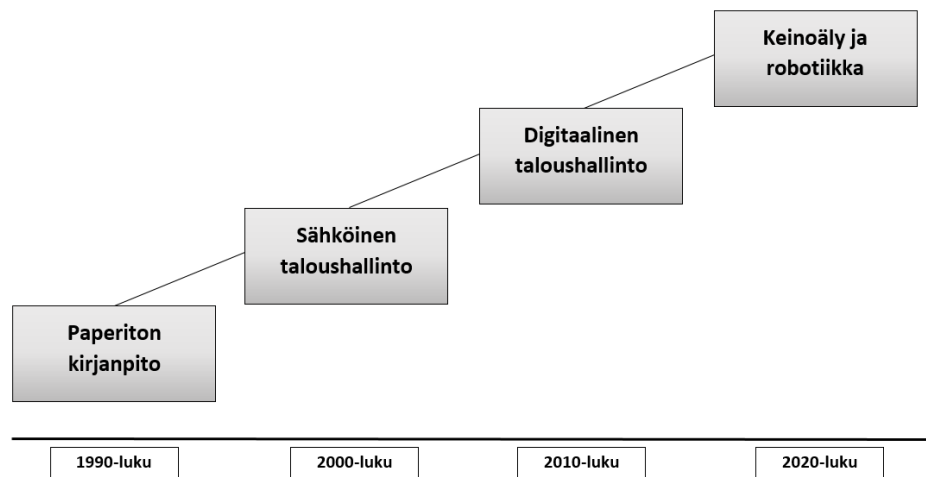 Keinoäly ja
robotiikka
Digitaalinen
taloushallinto
Sähköinen
taloushallinto
Paperiton
kirjanpito
1990-luku
2000-luku
2010-luku
2020-luku